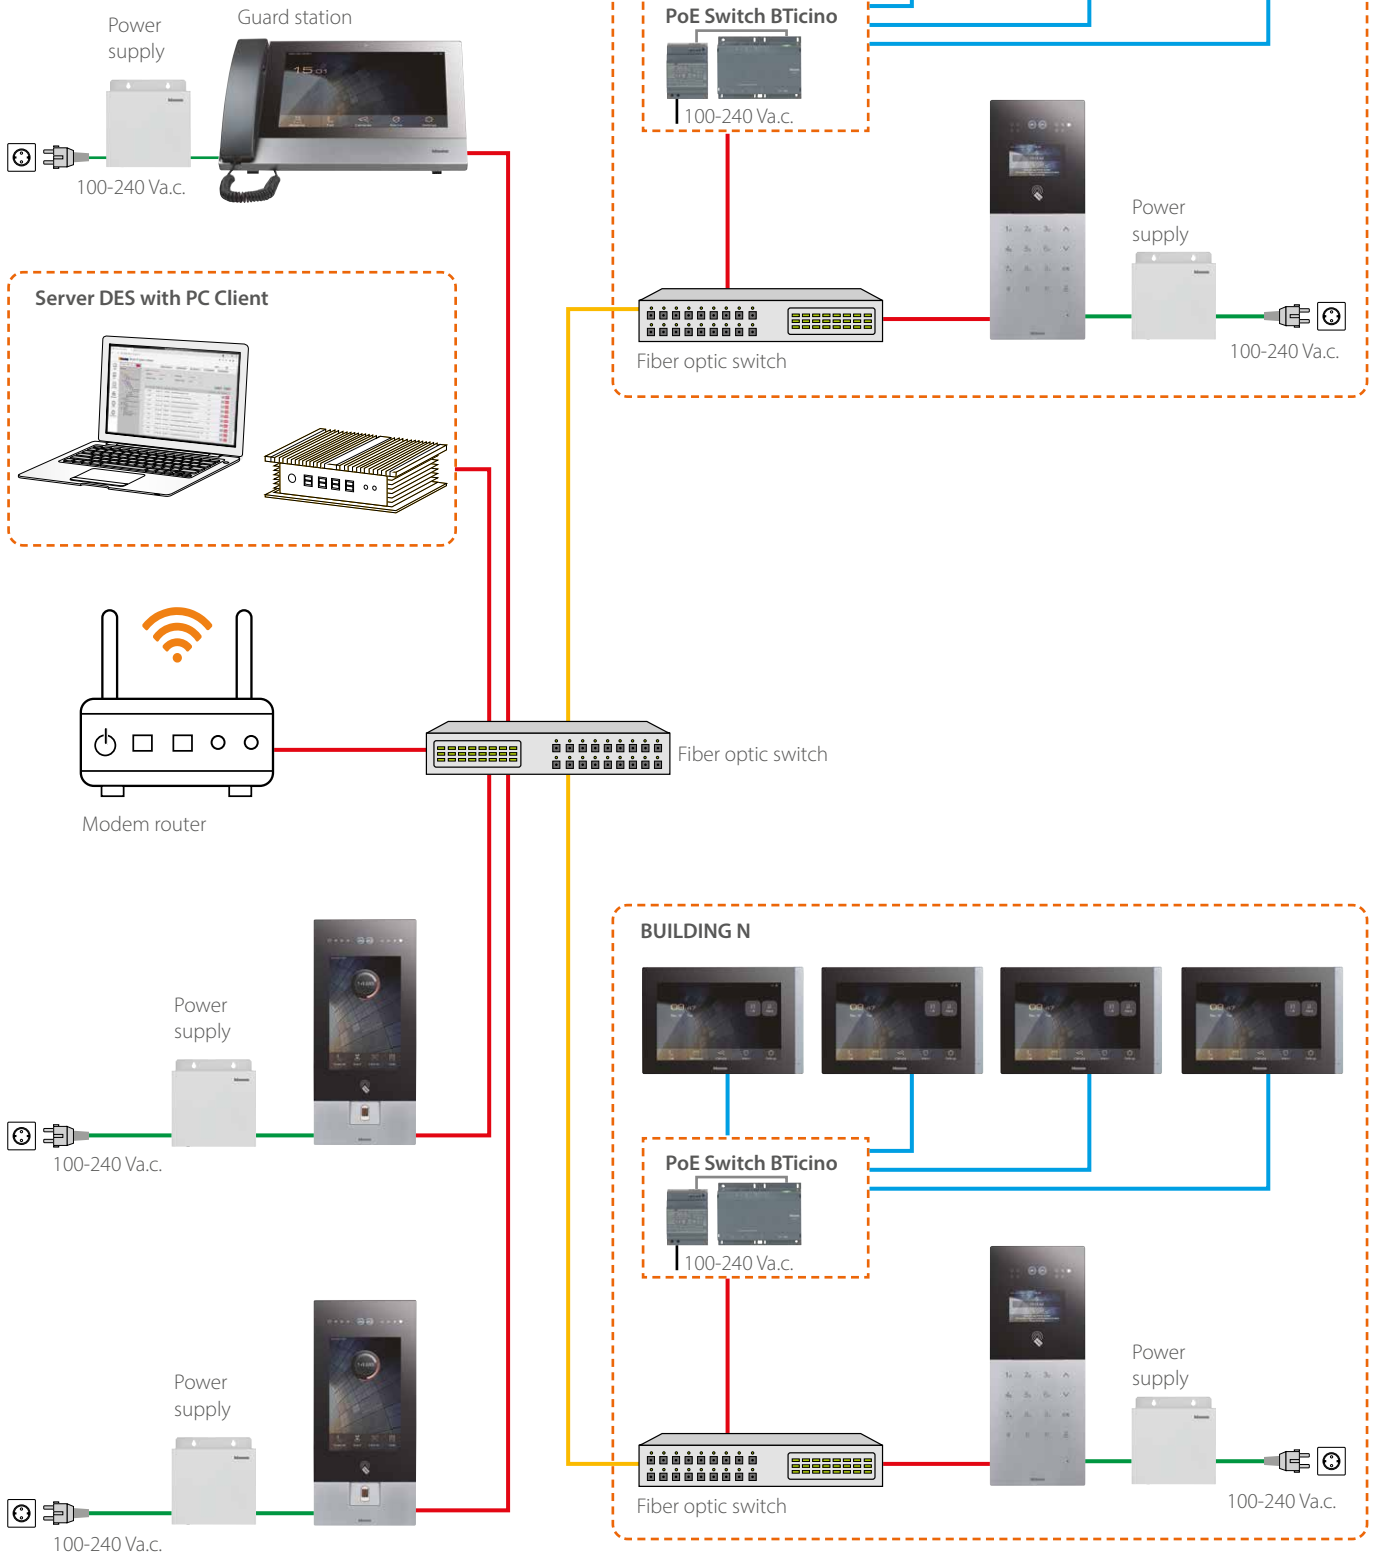 Power
supply
Guard station
100-240 Va.c.
PoE Switch BTicino
100-240 Va.c.
Power
supply
100-240 Va.c.
Fiber optic switch
Server DES with PC Client
Fiber optic switch
Modem router
BUILDING N
Power
supply
100-240 Va.c.
PoE Switch BTicino
100-240 Va.c.
Power
supply
100-240 Va.c.
Fiber optic switch
Power
supply
100-240 Va.c.